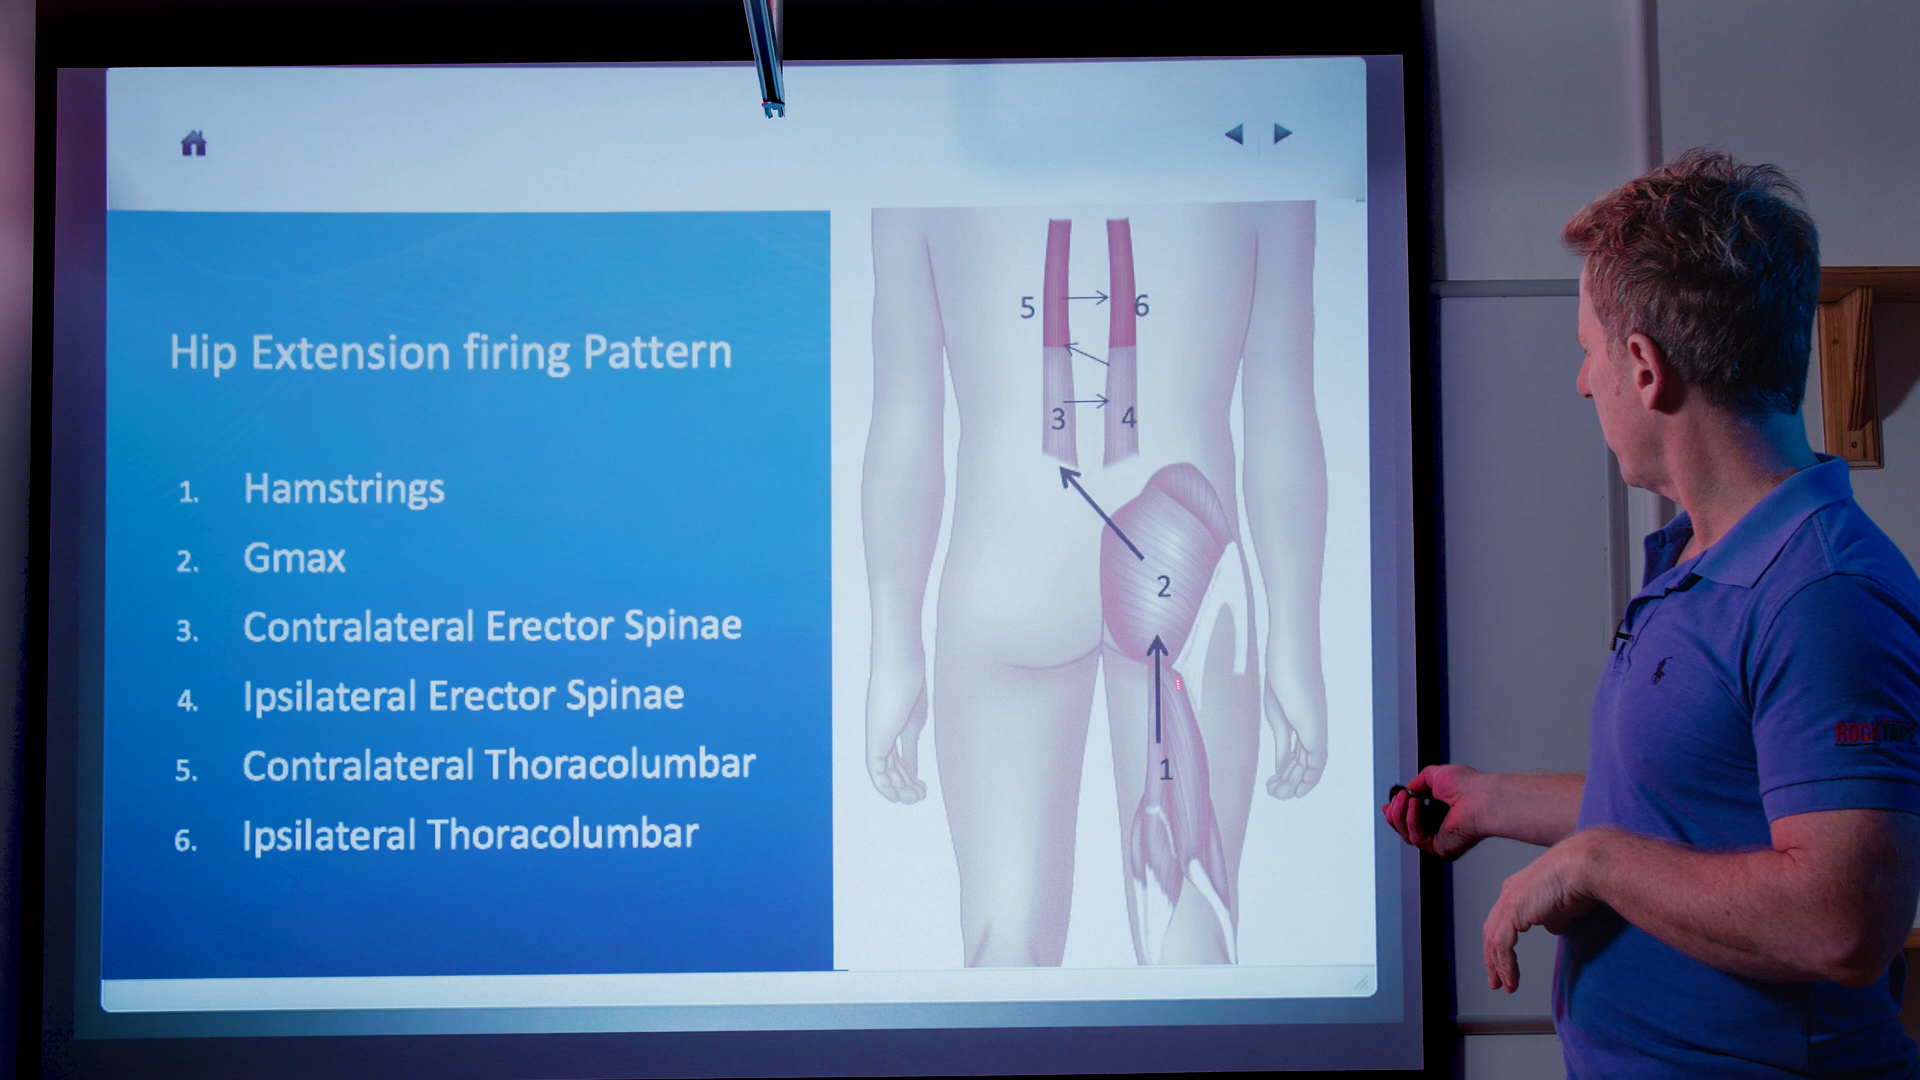 Hip Extension firing Pattern
1. Hamstrings
2. Gmax
3. Contralateral Erector Spinae
4. Ipsilateral Erector Spinae
5. Contralateral Thoracolumbar
6. Ipsilateral Thoracolumbar
5 6
3 4
2
1
ROCKTAPE